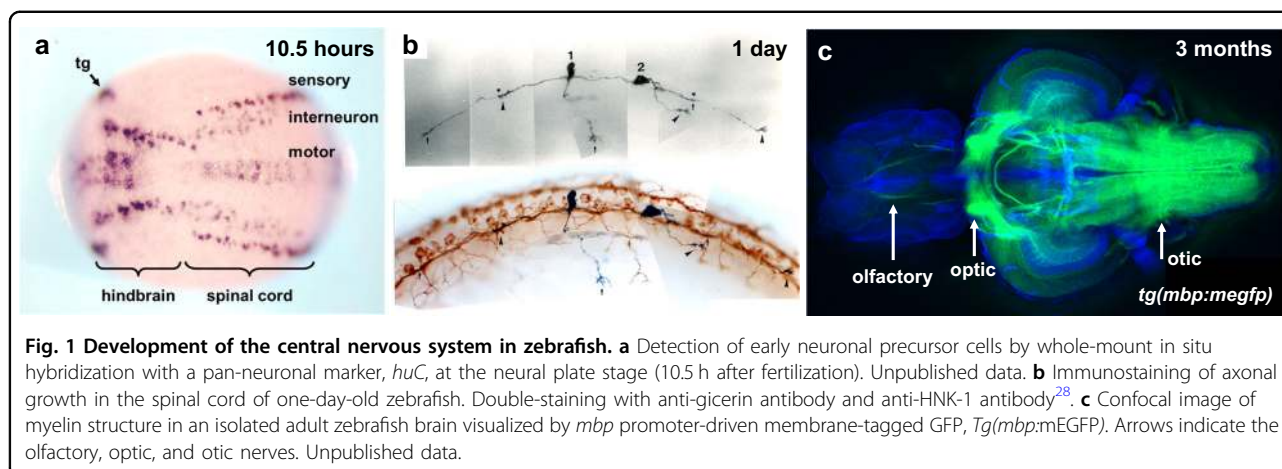 a
10.5 hours
tg
sensory
interneuron
motor
hindbrain
spinal cord
b
1 day
1
2
c
3 months
olfactory
optic
otic
tg(mbp:megfp)
Fig. 1 Development of the central nervous system in zebrafish. a Detection of early neuronal precursor cells by whole-mount in situ
hybridization with a pan-neuronal marker, huC, at the neural plate stage (10.5 h after fertilization). Unpublished data. b Immunostaining of axonal
growth in the spinal cord of one-day-old zebrafish. Double-staining with anti-gicerin antibody and anti-HNK-1 antibody28. c Confocal image of
myelin structure in an isolated adult zebrafish brain visualized by mbp promoter-driven membrane-tagged GFP, Tg(mbp:mEGFP). Arrows indicate the
olfactory, optic, and otic nerves. Unpublished data.